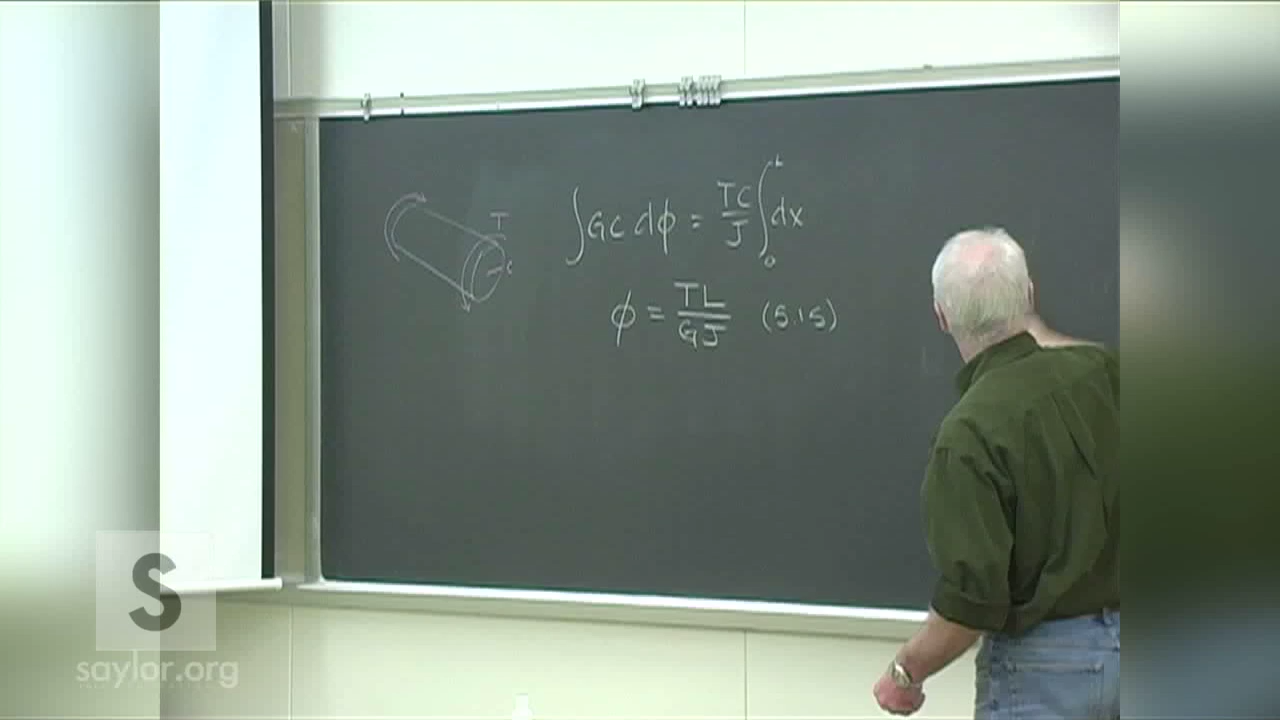 T
c
∫GC dϕ = TC/J ∫₀ᴸ dx
ϕ = TL/GJ (5.15)
S
saylor.org